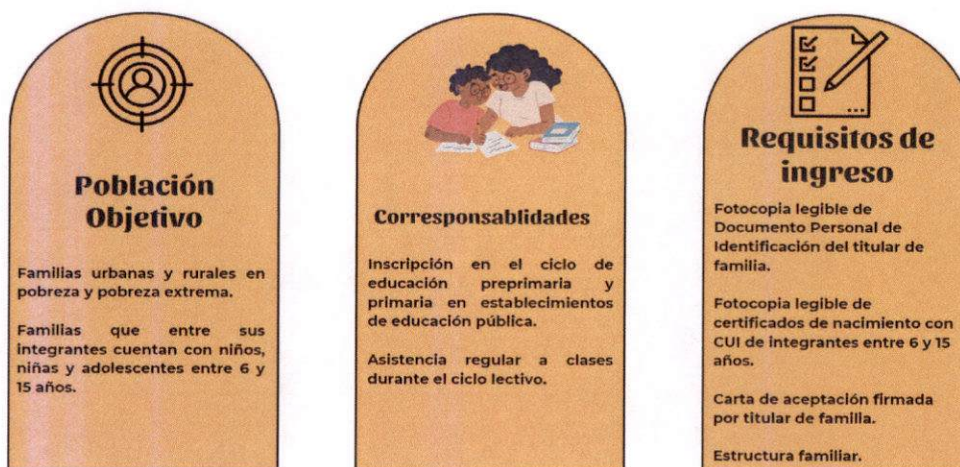 Población
Objetivo
Familias urbanas y rurales en
pobreza y pobreza extrema.
Familias que entre sus
integrantes cuentan con niños,
niñas y adolescentes entre 6 y
15 años.
Corresponsablidades
Inscripción en el ciclo de
educación preprimaria y
primaria en establecimientos
de educación pública.
Asistencia regular a clases
durante el ciclo lectivo.
Requisitos de
ingreso
Fotocopia legible de
Documento Personal de
Identificación del titular de
familia.
Fotocopia legible de
certificados de nacimiento con
CUI de integrantes entre 6 y 15
años.
Carta de aceptación firmada
por titular de familia.
Estructura familiar.